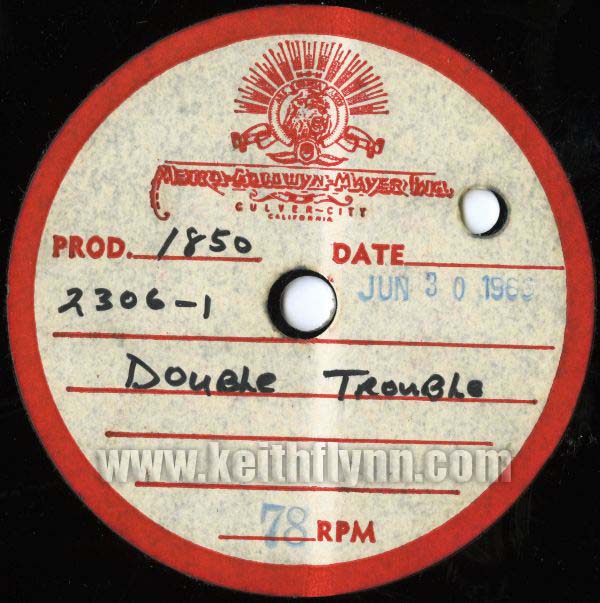 METRO-GOLDWYN-MAYER INC.
CULVER-CITY
CALIFORNIA
PROD. 1850 DATE
JUN 30 1966
2306-1
Double Trouble
www.keithflynn.com
78 RPM